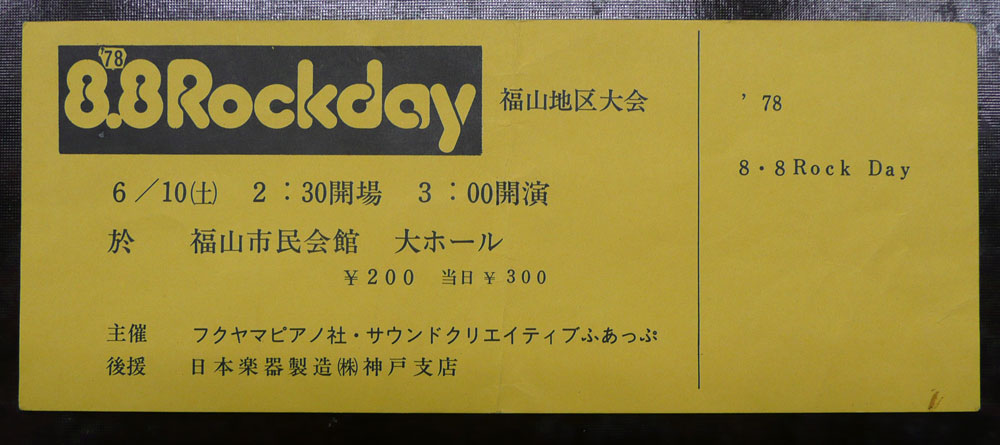 '78
8.8Rockday
福山地区大会
6／10㈯ 2：30開場 3：00開演
於 福山市民会館 大ホール
¥200 当日¥300
主催 フクヤマピアノ社・サウンドクリエイティブふあっぷ
後援 日本楽器製造㈱神戸支店
'78
8・8Rock Day